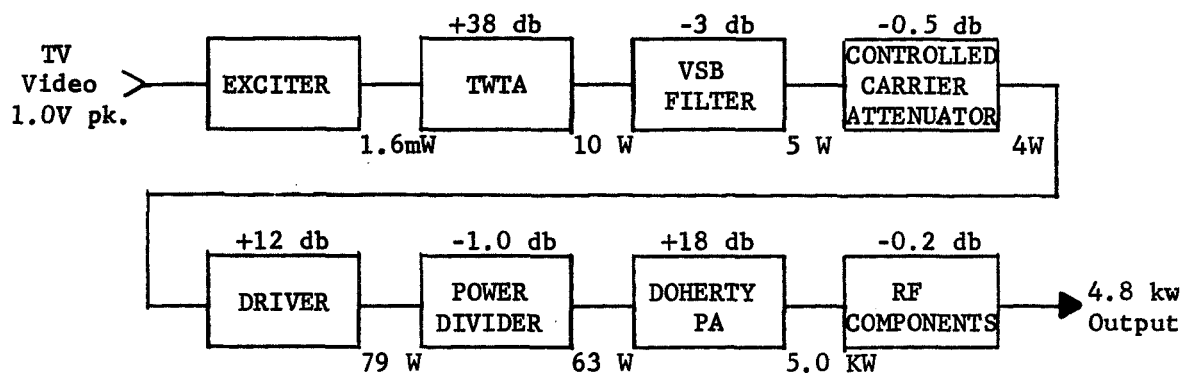 TV
Video
1.0V pk.
EXCITER
1.6mW
+38 db
TWTA
10 W
-3 db
VSB
FILTER
5 W
-0.5 db
CONTROLLED
CARRIER
ATTENUATOR
4W
+12 db
DRIVER
79 W
-1.0 db
POWER
DIVIDER
63 W
+18 db
DOHERTY
PA
5.0 KW
-0.2 db
RF
COMPONENTS
4.8 kw
Output